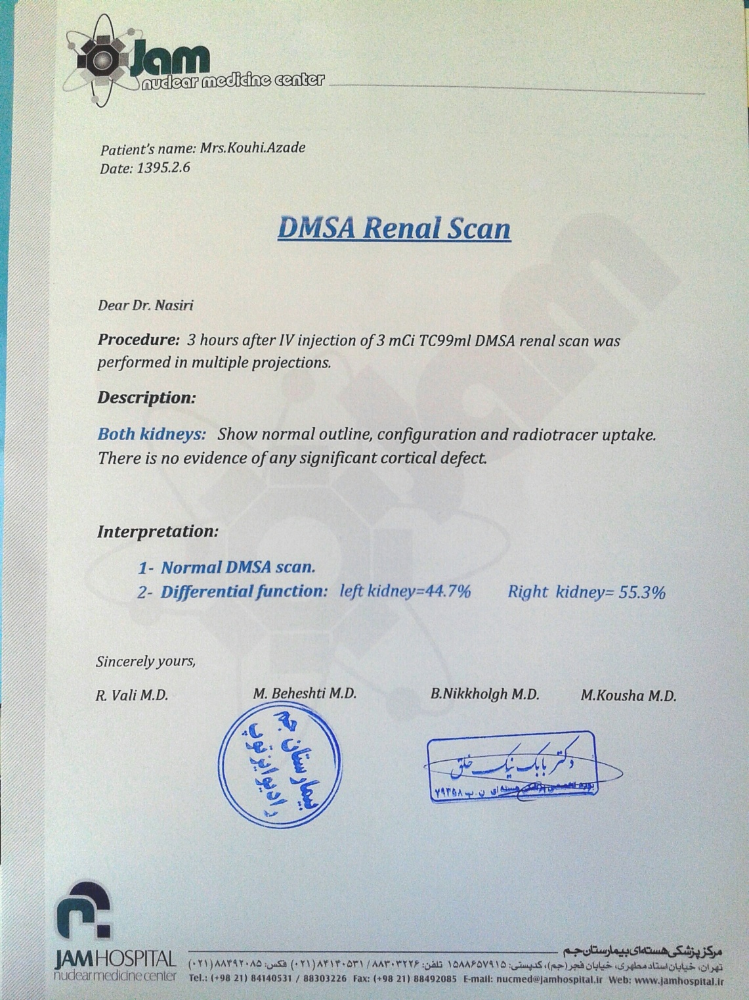 Jam
nuclear medicine center
Patient's name: Mrs.Kouhi.Azade
Date: 1395.2.6
DMSA Renal Scan
Dear Dr. Nasiri
Procedure: 3 hours after IV injection of 3 mCi TC99ml DMSA renal scan was
performed in multiple projections.
Description:
Both kidneys: Show normal outline, configuration and radiotracer uptake.
There is no evidence of any significant cortical defect.
Interpretation:
1- Normal DMSA scan.
2- Differential function: left kidney=44.7% Right kidney= 55.3%
Sincerely yours,
R. Vali M.D. M. Beheshti M.D. B.Nikkholgh M.D. M.Kousha M.D.
بیمارستان جم
رادیو ایزتوپ
دکتر بابک نیک خلق
بورد تخصصی پزشکی هسته ای ن.پ ۷۹۳۵۸
JAM HOSPITAL
nuclear medicine center
مرکز پزشکی هسته‌ای بیمارستان جم
تهران، خیابان استاد مطهری، خیابان فجر (جم)، کدپستی: ۱۵۸۸۶۵۷۹۱۵ تلفن: ۸۸۳۰۳۲۲۶ / ۸۴۱۴۰۵۳۱ (۰۲۱) فکس: ۸۸۴۹۲۰۸۵ (۰۲۱)
Tel.: (+98 21) 84140531 / 88303226 Fax: (+98 21) 88492085 E-mail: nucmed@jamhospital.ir Web: www.jamhospital.ir